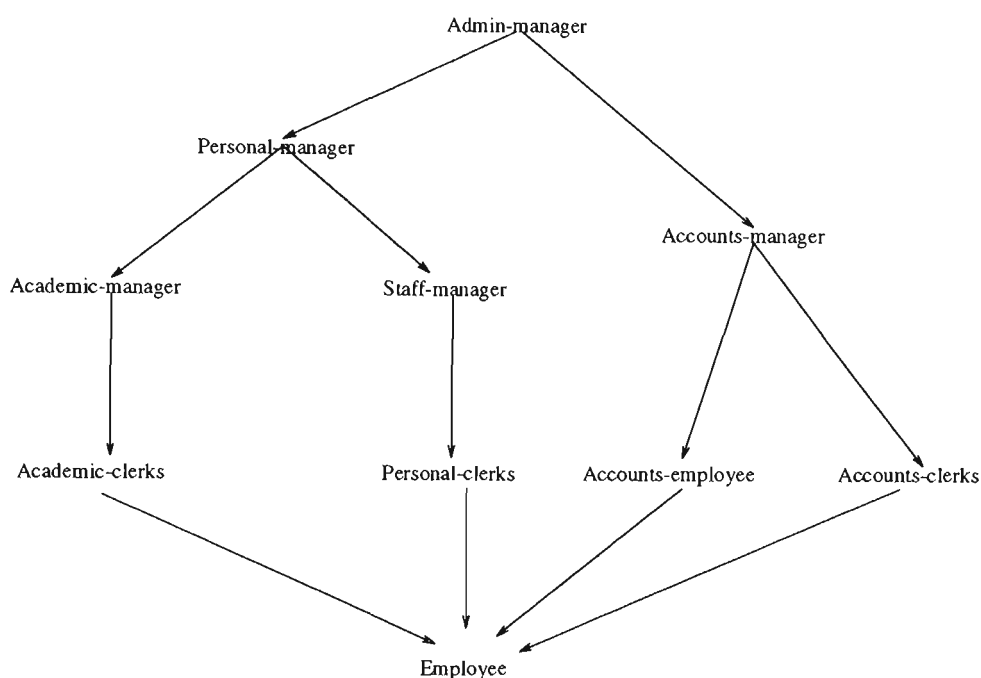 Admin-manager
Personal-manager
Accounts-manager
Academic-manager
Staff-manager
Academic-clerks
Personal-clerks
Accounts-employee
Accounts-clerks
Employee